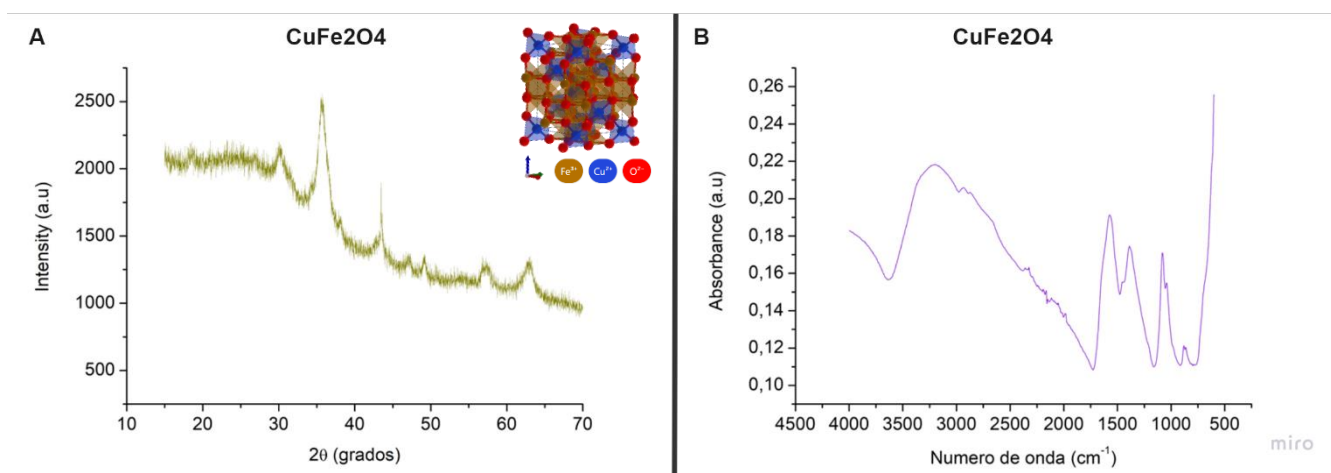 A
CuFe2O4
Fe³⁺ Cu²⁺ O²⁻
Intensity (a.u)
2500
2000
1500
1000
500
10 20 30 40 50 60 70
2θ (grados)
B
CuFe2O4
Absorbance (a.u)
0,26
0,24
0,22
0,20
0,18
0,16
0,14
0,12
0,10
4500 4000 3500 3000 2500 2000 1500 1000 500
Numero de onda (cm⁻¹)
miro